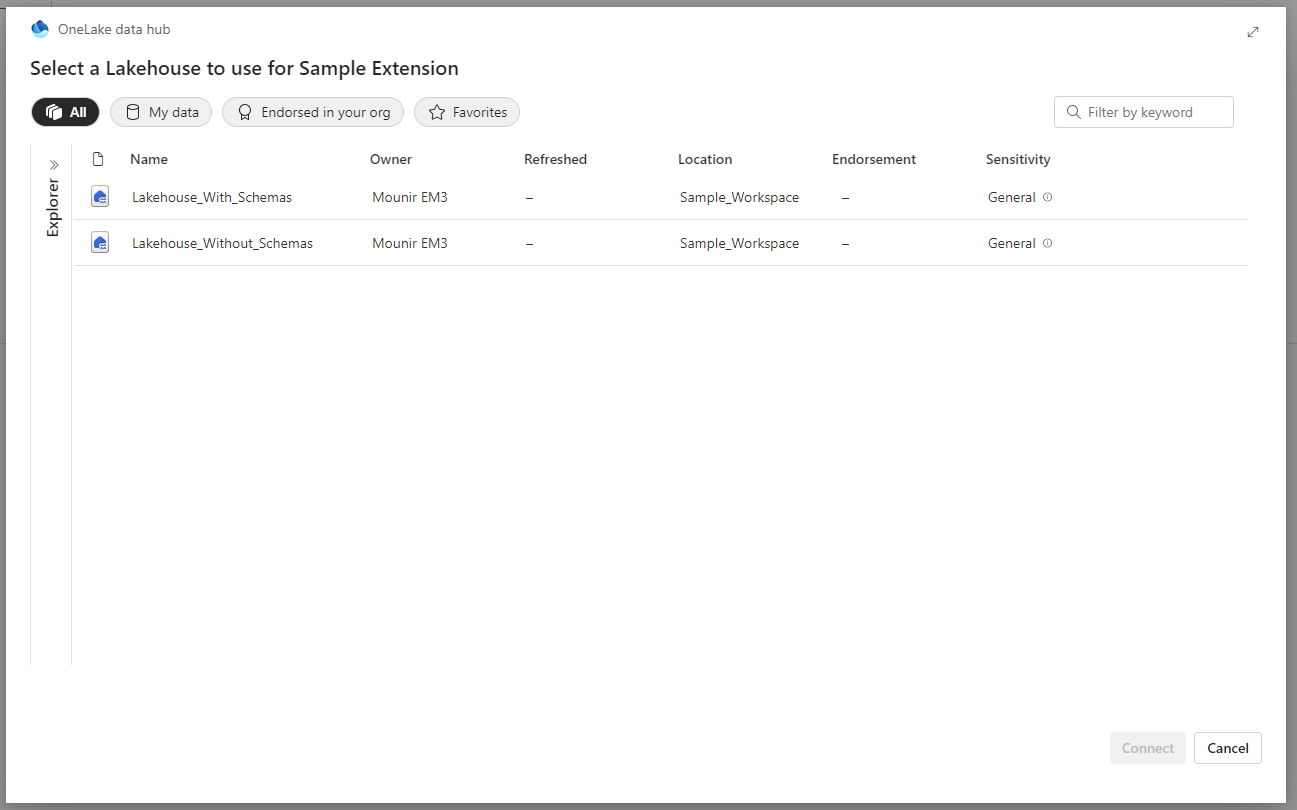 OneLake data hub
Select a Lakehouse to use for Sample Extension
All My data Endorsed in your org Favorites Filter by keyword
Explorer
Name Owner Refreshed Location Endorsement Sensitivity
Lakehouse_With_Schemas Mounir EM3 – Sample_Workspace – General
Lakehouse_Without_Schemas Mounir EM3 – Sample_Workspace – General
Connect Cancel